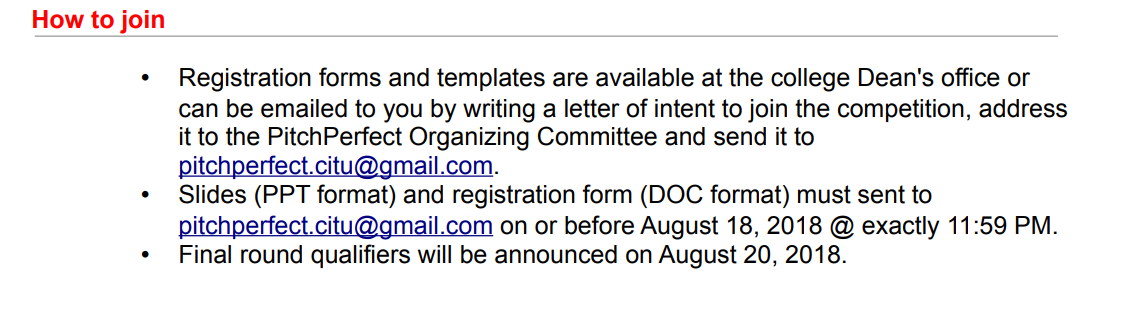 How to join
• Registration forms and templates are available at the college Dean's office or
can be emailed to you by writing a letter of intent to join the competition, address
it to the PitchPerfect Organizing Committee and send it to
pitchperfect.citu@gmail.com.
• Slides (PPT format) and registration form (DOC format) must sent to
pitchperfect.citu@gmail.com on or before August 18, 2018 @ exactly 11:59 PM.
• Final round qualifiers will be announced on August 20, 2018.